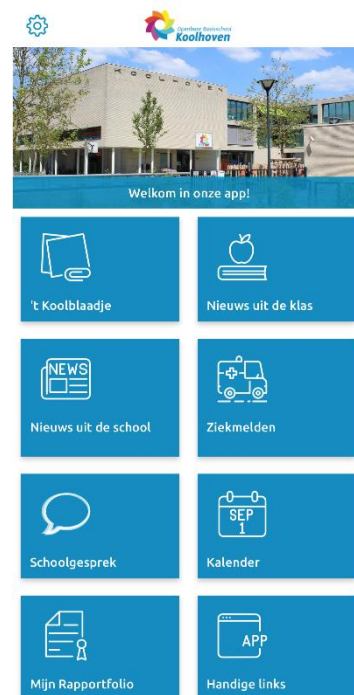 Openbare Basisschool
Koolhoven
KOOLHOVEN
Welkom in onze app!
't Koolblaadje
Nieuws uit de klas
NEWS
Nieuws uit de school
Ziekmelden
Schoolgesprek
SEP
1
Kalender
Mijn Rapportfolio
APP
Handige links